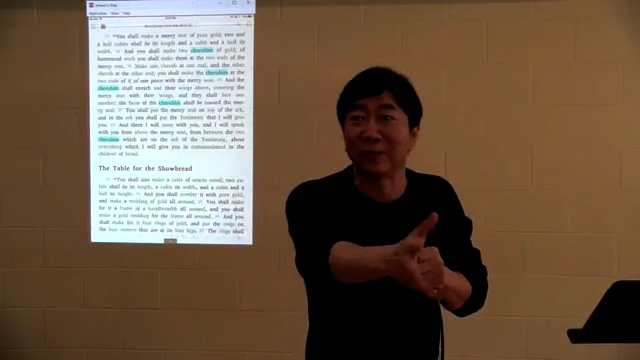 "You shall make a mercy seat of pure gold; two and
a half cubits shall be its length and a cubit and a half its
width. And you shall make two cherubim of gold; of
hammered work you shall make them at the two ends of the
mercy seat. Make one cherub at one end, and the other
cherub at the other end; you shall make the cherubim at the
two ends of it of one piece with the mercy seat. And the
cherubim shall stretch out their wings above, covering the
mercy seat with their wings, and they shall face one
another; the faces of the cherubim shall be toward the mer-
cy seat. You shall put the mercy seat on top of the ark,
and in the ark you shall put the Testimony that I will give
you. And there I will meet with you, and I will speak
with you from above the mercy seat, from between the two
cherubim which are on the ark of the Testimony, about
everything which I will give you in commandment to the
children of Israel.
The Table for the Showbread
"You shall also make a table of acacia wood; two cu-
bits shall be its length, a cubit its width, and a cubit and a
half its height. And you shall overlay it with pure gold,
and make a molding of gold all around. You shall make
for it a frame of a handbreadth all around, and you shall
make a gold molding for the frame all around. And you
shall make for it four rings of gold, and put the rings on
the four corners that are at its four legs. The rings shall